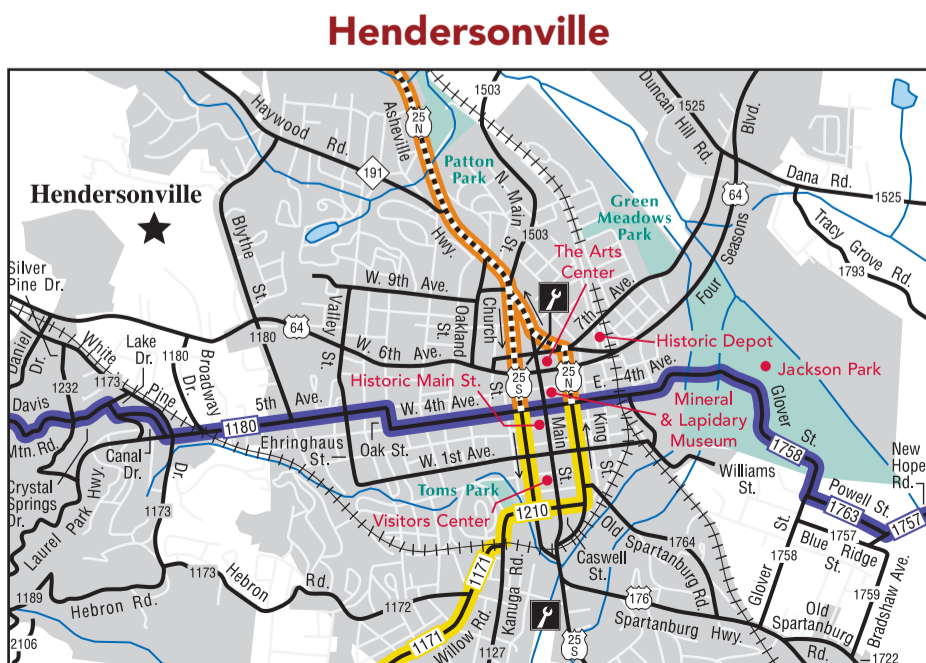 Hendersonville
1503
1525
Duncan Hill Rd.
Blvd.
25
N
Asheville
Hwy.
Haywood Rd.
191
Patton
Park
N. Main St.
1503
64
Dana Rd.
1525
Hendersonville
Green
Meadows
Park
Tracy Grove Rd.
1793
Blythe
St.
1180
The Arts
Center
Four
Seasons
Silver
Pine Dr.
W. 9th Ave.
Valley
St.
Church
St.
Oakland
St.
7th Ave.
64
W. 6th Ave.
Historic Depot
White
Pine
Dr.
Lake
Dr.
1180
Broadway
Dr.
Daniel
Dr.
1232
1173
Historic Main St.
25
S
25
N
E. 4th Ave.
Jackson Park
Davis
Mtn. Rd.
5th Ave.
W. 4th Ave.
1180
Mineral
& Lapidary
Museum
Glover
St.
Canal
Dr.
Ehringhaus
St.
Oak St.
Main
St.
King
St.
W. 1st Ave.
1758
New
Hope
Rd.
Williams
St.
Crystal
Springs
Dr.
Laurel Park Hwy.
1173
Toms Park
Visitors Center
1210
Powell St.
1763
1757
1757
Blue Ridge
Glover St.
1758
Old Spartanburg Rd.
1764
Caswell
St.
1173
Hebron Rd.
Hebron Rd.
1189
1172
1171
1171
Willow Rd.
Kanuga Rd.
1127
176
Spartanburg Hwy.
25
S
Old
Spartanburg
Rd.
1759
Bradshaw Ave.
2106
1722